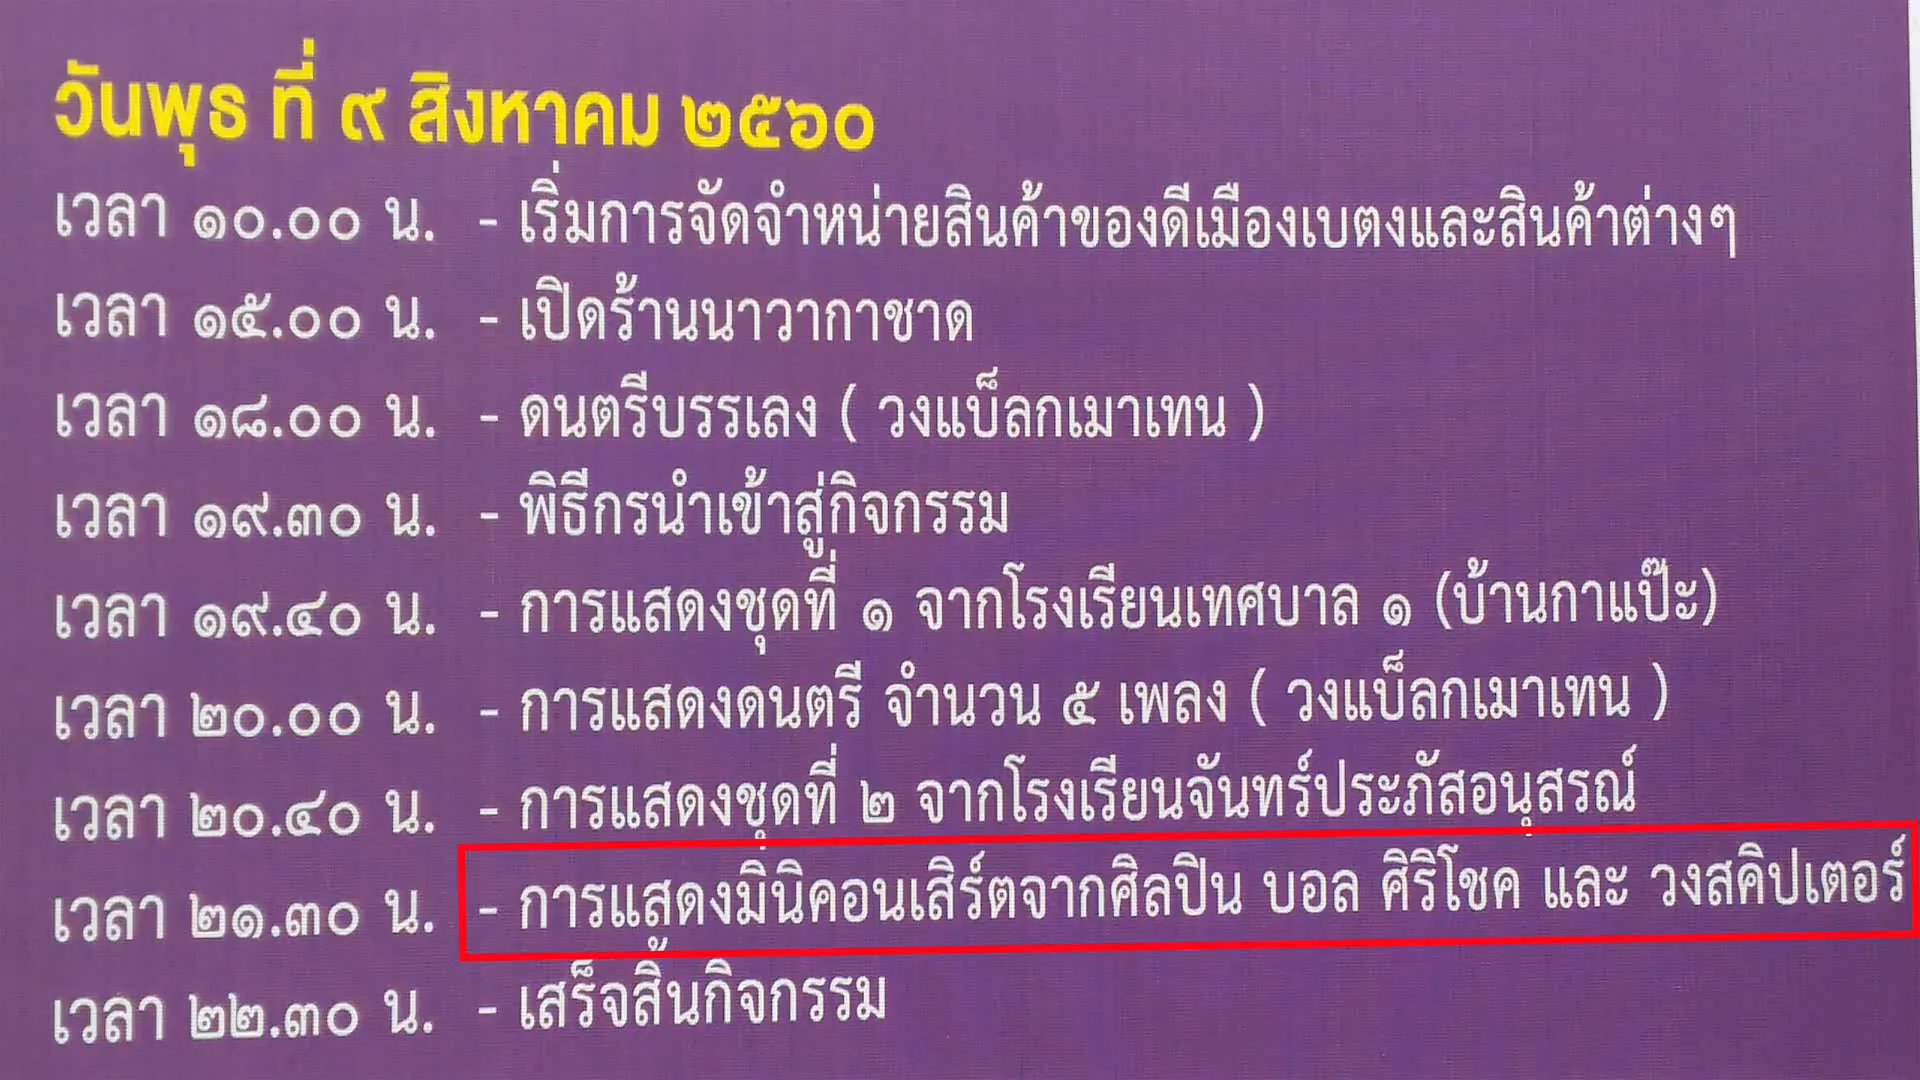 วันพุธ ที่ ๙ สิงหาคม ๒๕๖๐
เวลา ๑๐.๐๐ น. - เริ่มการจัดจำหน่ายสินค้าของดีเมืองเบตงและสินค้าต่างๆ
เวลา ๑๕.๐๐ น. - เปิดร้านนาวากาชาด
เวลา ๑๘.๐๐ น. - ดนตรีบรรเลง ( วงแบ็ลกเมาเทน )
เวลา ๑๙.๓๐ น. - พิธีกรนำเข้าสู่กิจกรรม
เวลา ๑๙.๔๐ น. - การแสดงชุดที่ ๑ จากโรงเรียนเทศบาล ๑ (บ้านกาแป๊ะ)
เวลา ๒๐.๐๐ น. - การแสดงดนตรี จำนวน ๕ เพลง ( วงแบ็ลกเมาเทน )
เวลา ๒๐.๔๐ น. - การแสดงชุดที่ ๒ จากโรงเรียนจันทร์ประภัสอนุสรณ์
เวลา ๒๑.๓๐ น. - การแสดงมินิคอนเสิร์ตจากศิลปิน บอล ศิริโชค และ วงสคิปเตอร์
เวลา ๒๒.๓๐ น. - เสร็จสิ้นกิจกรรม